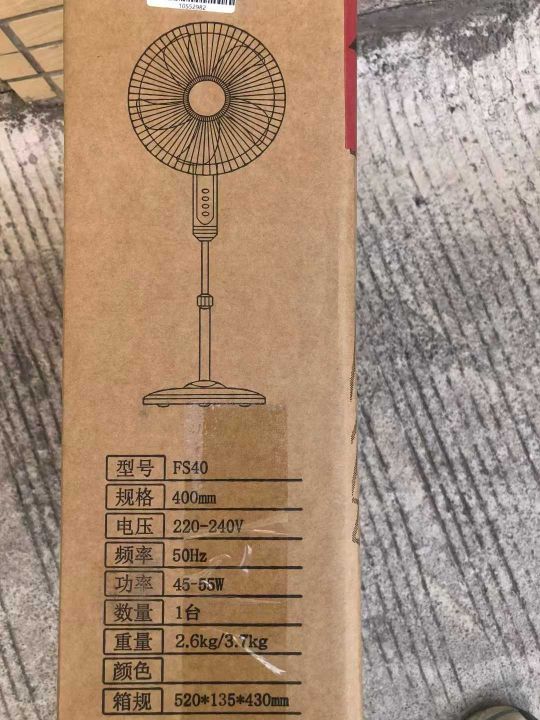 10552982
型号 FS40
规格 400mm
电压 220-240V
频率 50Hz
功率 45-55W
数量 1台
重量 2.6kg/3.7kg
颜色
箱规 520*135*430mm